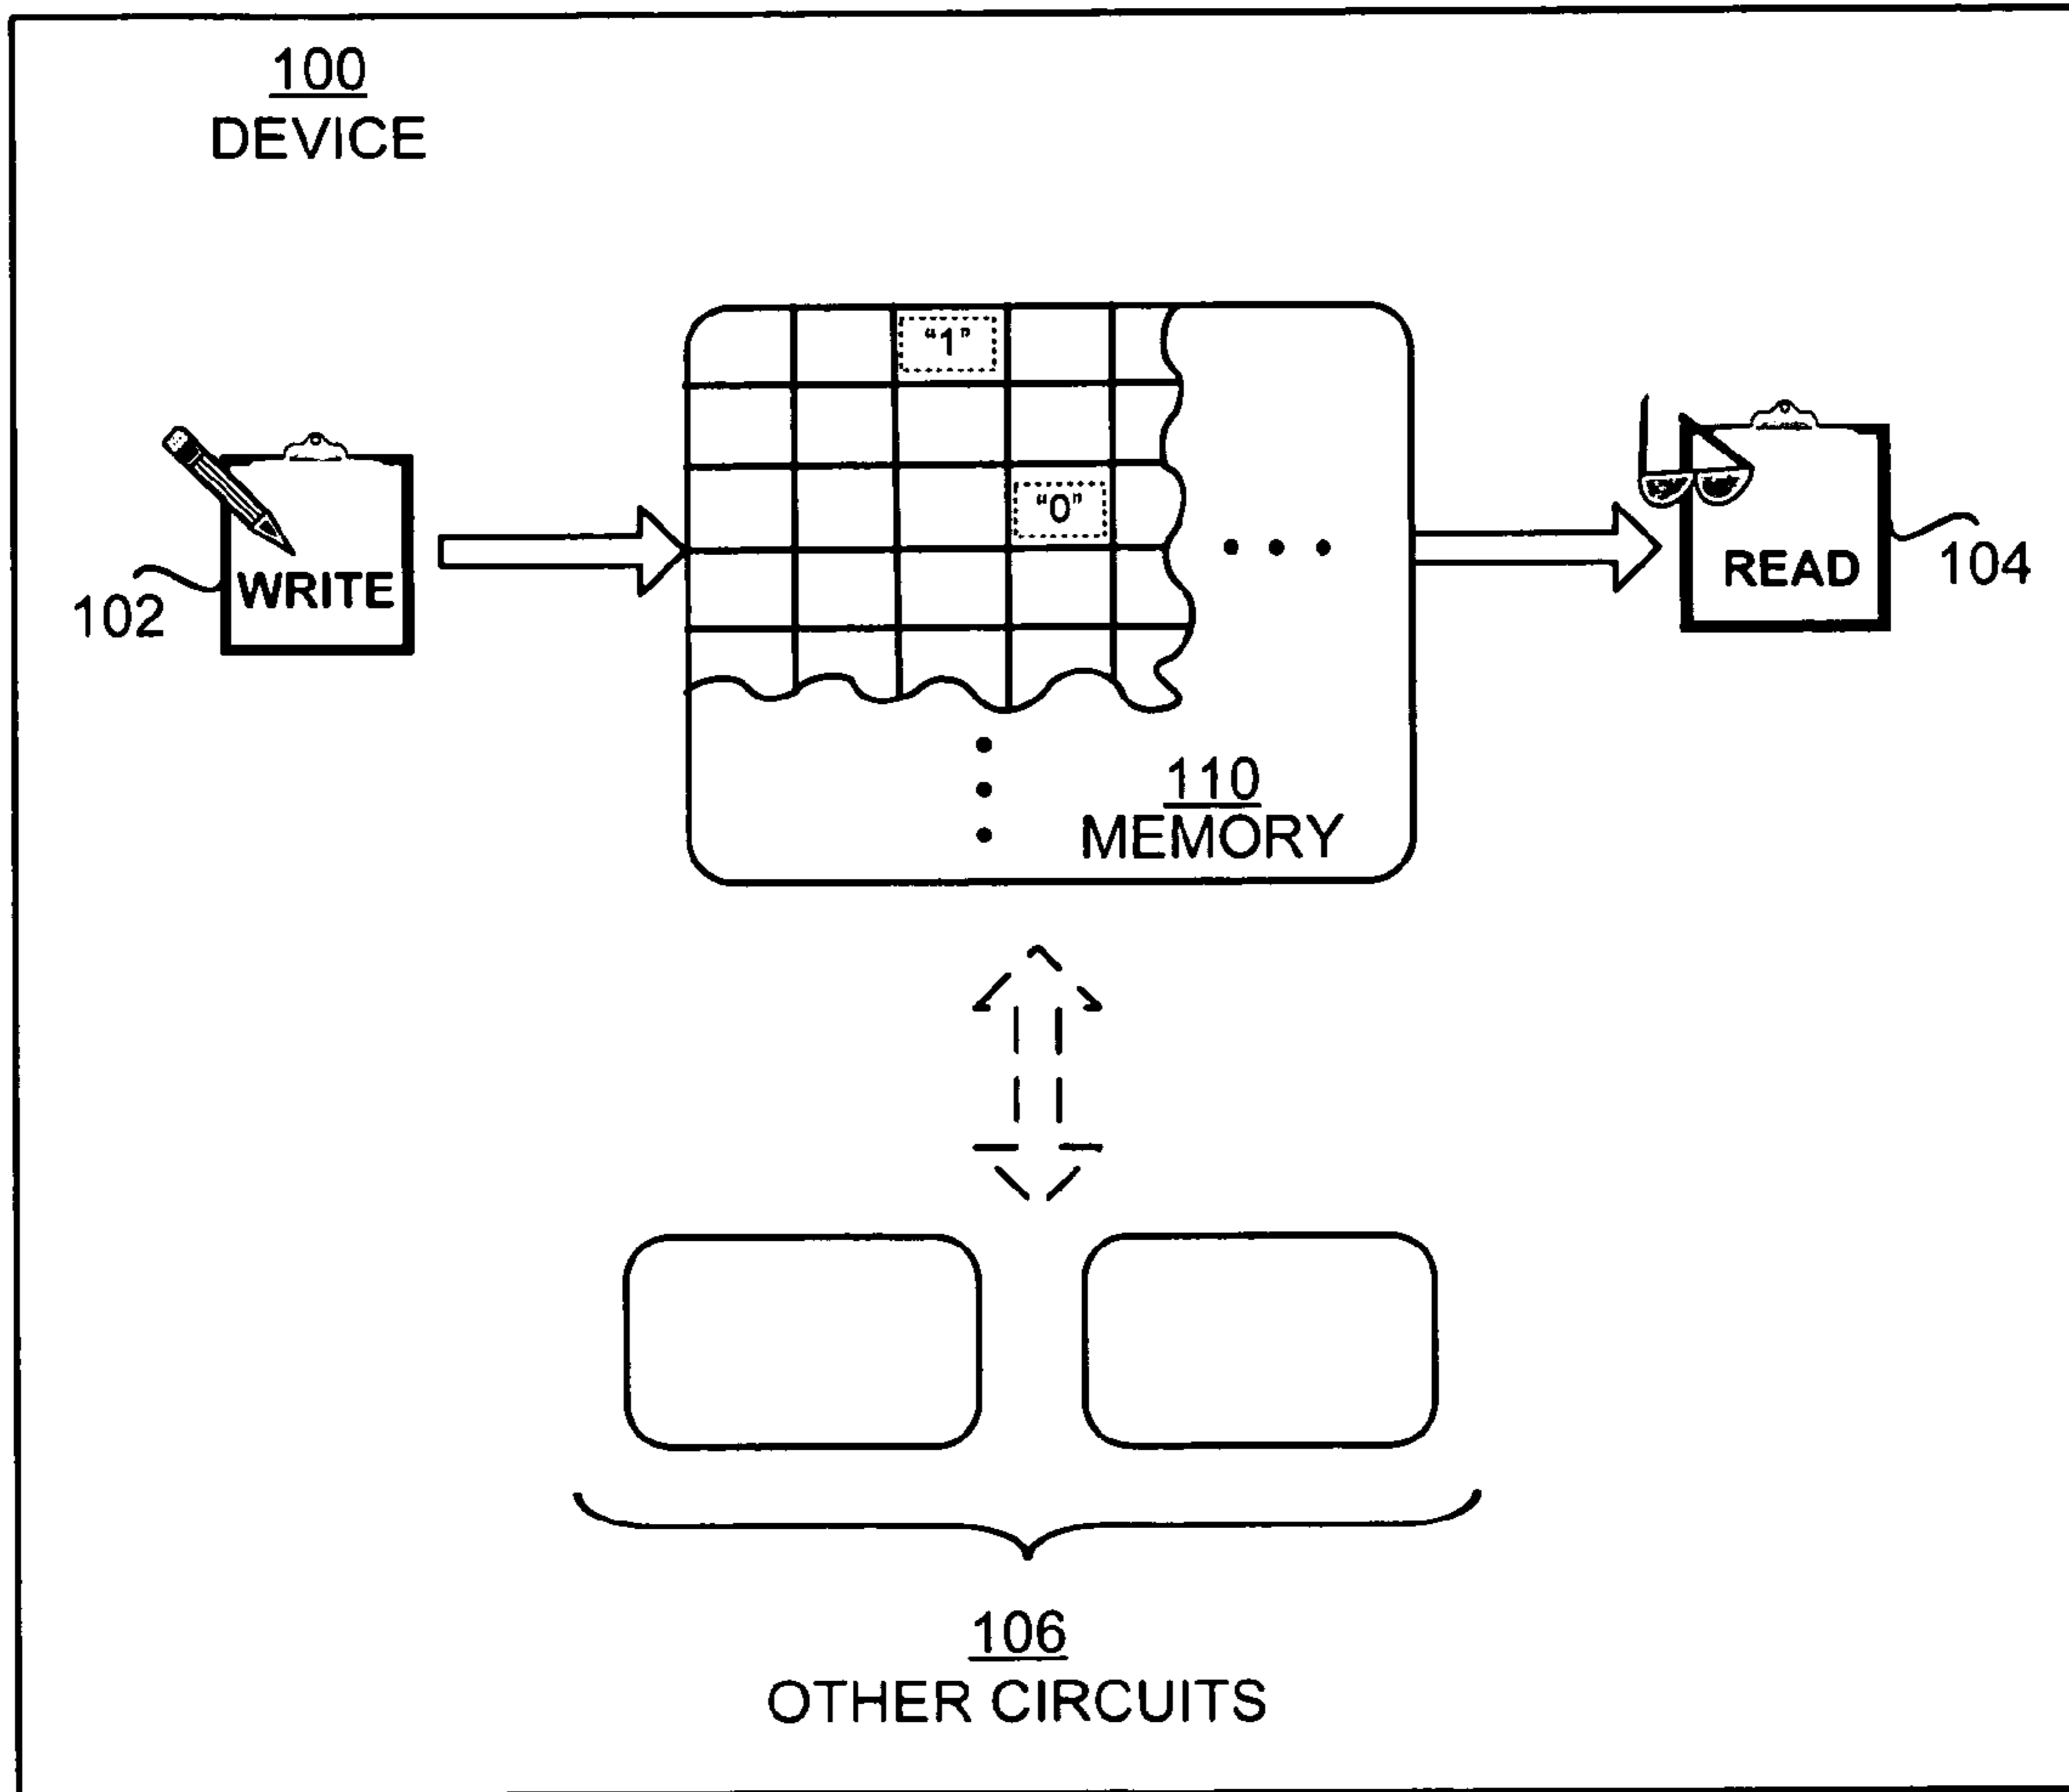 100
DEVICE
“1”
“0”
WRITE
102
READ
104
110
MEMORY
106
OTHER CIRCUITS